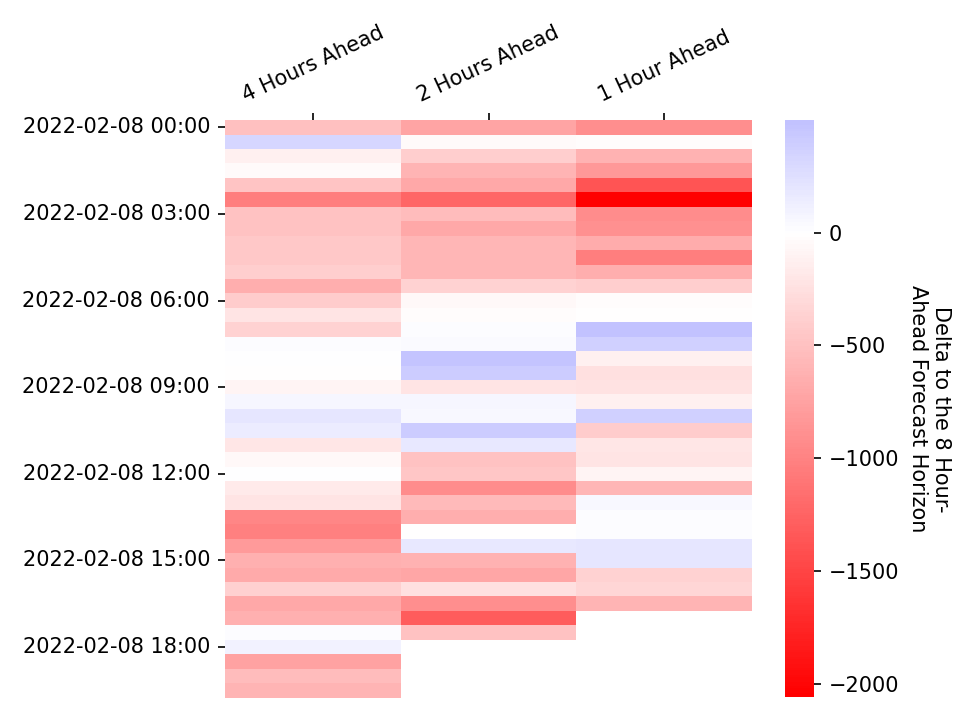 4 Hours Ahead
2 Hours Ahead
1 Hour Ahead
2022-02-08 00:00
2022-02-08 03:00
2022-02-08 06:00
2022-02-08 09:00
2022-02-08 12:00
2022-02-08 15:00
2022-02-08 18:00
0
−500
−1000
−1500
−2000
Delta to the 8 Hour-
Ahead Forecast Horizon